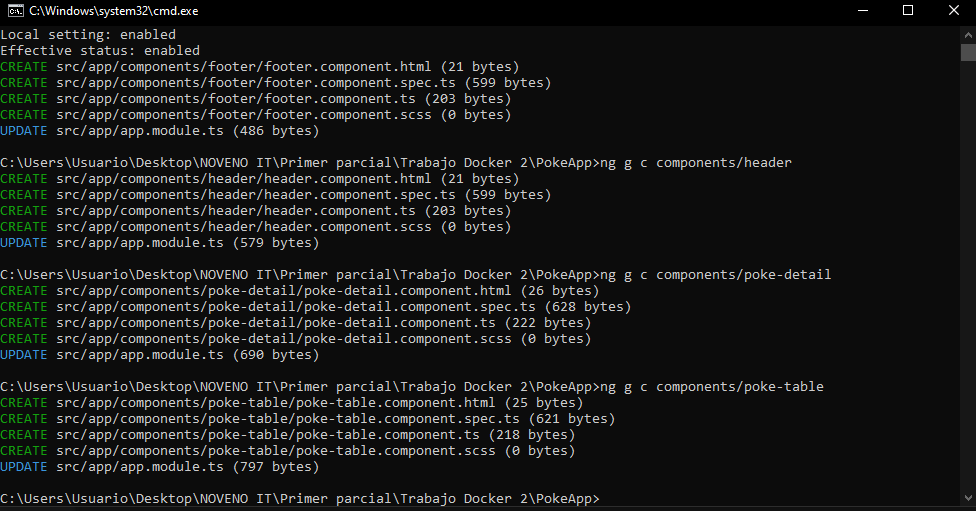 C:\Windows\system32\cmd.exe
Local setting: enabled
Effective status: enabled
CREATE src/app/components/footer/footer.component.html (21 bytes)
CREATE src/app/components/footer/footer.component.spec.ts (599 bytes)
CREATE src/app/components/footer/footer.component.ts (203 bytes)
CREATE src/app/components/footer/footer.component.scss (0 bytes)
UPDATE src/app/app.module.ts (486 bytes)
C:\Users\Usuario\Desktop\NOVENO IT\Primer parcial\Trabajo Docker 2\PokeApp>ng g c components/header
CREATE src/app/components/header/header.component.html (21 bytes)
CREATE src/app/components/header/header.component.spec.ts (599 bytes)
CREATE src/app/components/header/header.component.ts (203 bytes)
CREATE src/app/components/header/header.component.scss (0 bytes)
UPDATE src/app/app.module.ts (579 bytes)
C:\Users\Usuario\Desktop\NOVENO IT\Primer parcial\Trabajo Docker 2\PokeApp>ng g c components/poke-detail
CREATE src/app/components/poke-detail/poke-detail.component.html (26 bytes)
CREATE src/app/components/poke-detail/poke-detail.component.spec.ts (628 bytes)
CREATE src/app/components/poke-detail/poke-detail.component.ts (222 bytes)
CREATE src/app/components/poke-detail/poke-detail.component.scss (0 bytes)
UPDATE src/app/app.module.ts (690 bytes)
C:\Users\Usuario\Desktop\NOVENO IT\Primer parcial\Trabajo Docker 2\PokeApp>ng g c components/poke-table
CREATE src/app/components/poke-table/poke-table.component.html (25 bytes)
CREATE src/app/components/poke-table/poke-table.component.spec.ts (621 bytes)
CREATE src/app/components/poke-table/poke-table.component.ts (218 bytes)
CREATE src/app/components/poke-table/poke-table.component.scss (0 bytes)
UPDATE src/app/app.module.ts (797 bytes)
C:\Users\Usuario\Desktop\NOVENO IT\Primer parcial\Trabajo Docker 2\PokeApp>